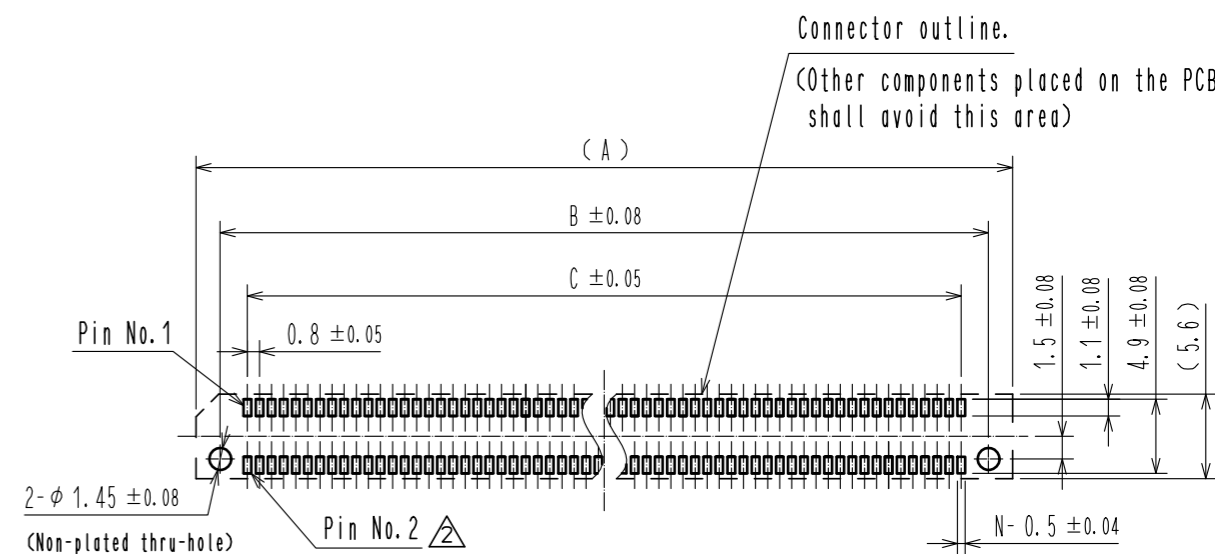 Connector outline.
(Other components placed on the PCB
shall avoid this area)
(A)
B ±0.08
C ±0.05
Pin No.1
0.8 ±0.05
1.5 ±0.08
1.1 ±0.08
4.9 ±0.08
(5.6)
2-φ 1.45 ±0.08
(Non-plated thru-hole)
Pin No.2 2
N- 0.5 ±0.04